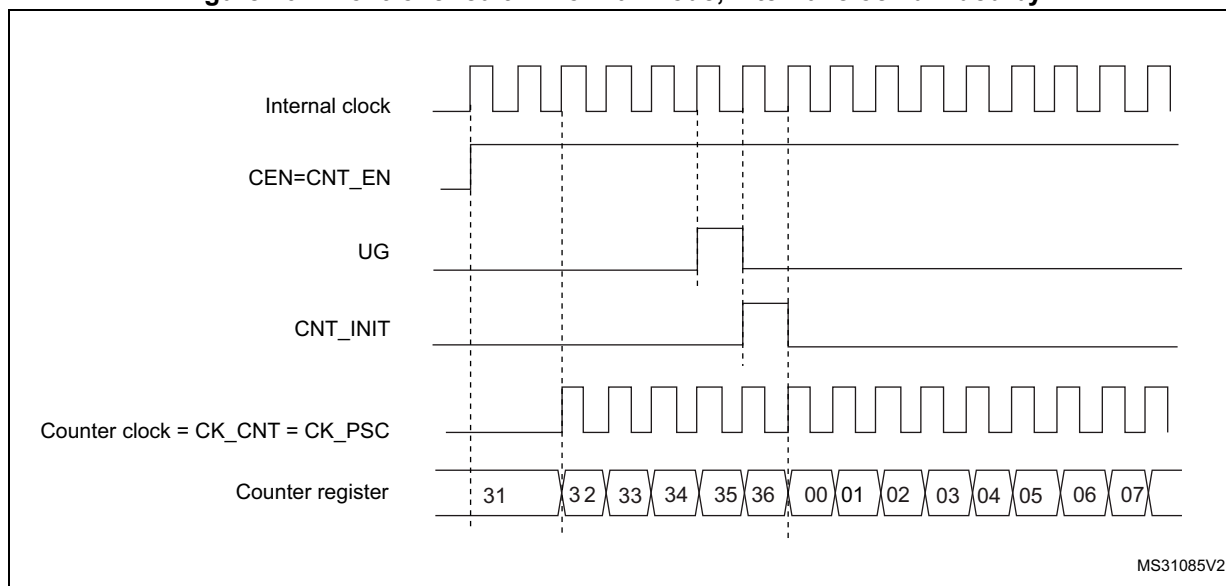 Internal clock
CEN=CNT_EN
UG
CNT_INIT
Counter clock = CK_CNT = CK_PSC
Counter register
31 32 33 34 35 36 00 01 02 03 04 05 06 07
MS31085V2